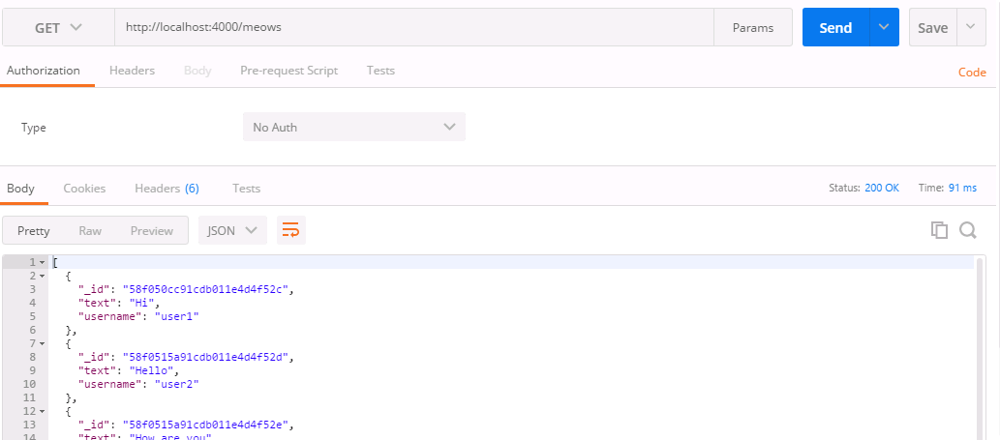 GET http://localhost:4000/meows Params Send Save
Authorization Headers Body Pre-request Script Tests Code
Type No Auth
Body Cookies Headers (6) Tests Status: 200 OK Time: 91 ms
Pretty Raw Preview JSON
1 [
2 {
3 "_id": "58f050cc91cdb011e4d4f52c",
4 "text": "Hi",
5 "username": "user1"
6 },
7 {
8 "_id": "58f0515a91cdb011e4d4f52d",
9 "text": "Hello",
10 "username": "user2"
11 },
12 {
13 "_id": "58f0515a91cdb011e4d4f52e",
14 "text": "How are you"